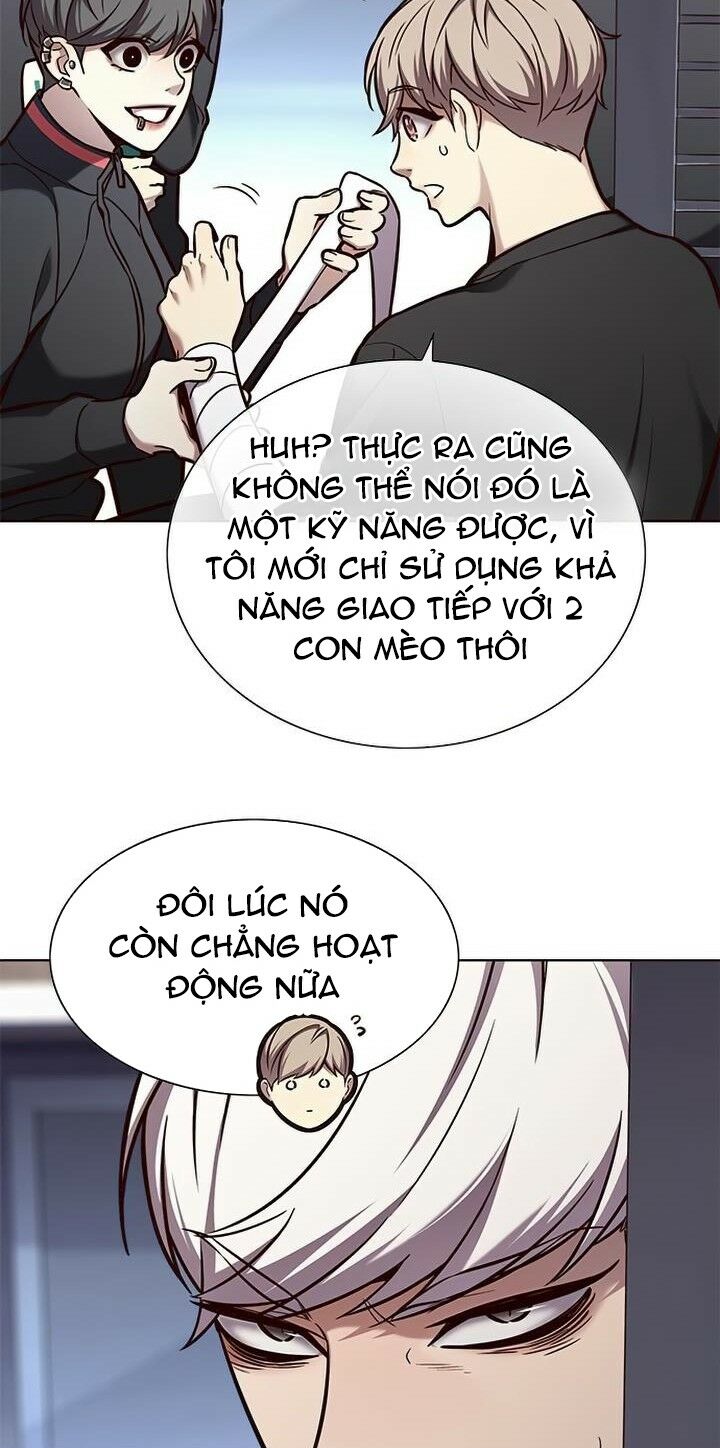 HUH? THỰC RA CŨNG
KHÔNG THỂ NÓI ĐÓ LÀ
MỘT KỸ NĂNG ĐƯỢC, VÌ
TÔI MỚI CHỈ SỬ DỤNG KHẢ
NĂNG GIAO TIẾP VỚI 2
CON MÈO THÔI
ĐÔI LÚC NÓ
CÒN CHẲNG HOẠT
ĐỘNG NỮA